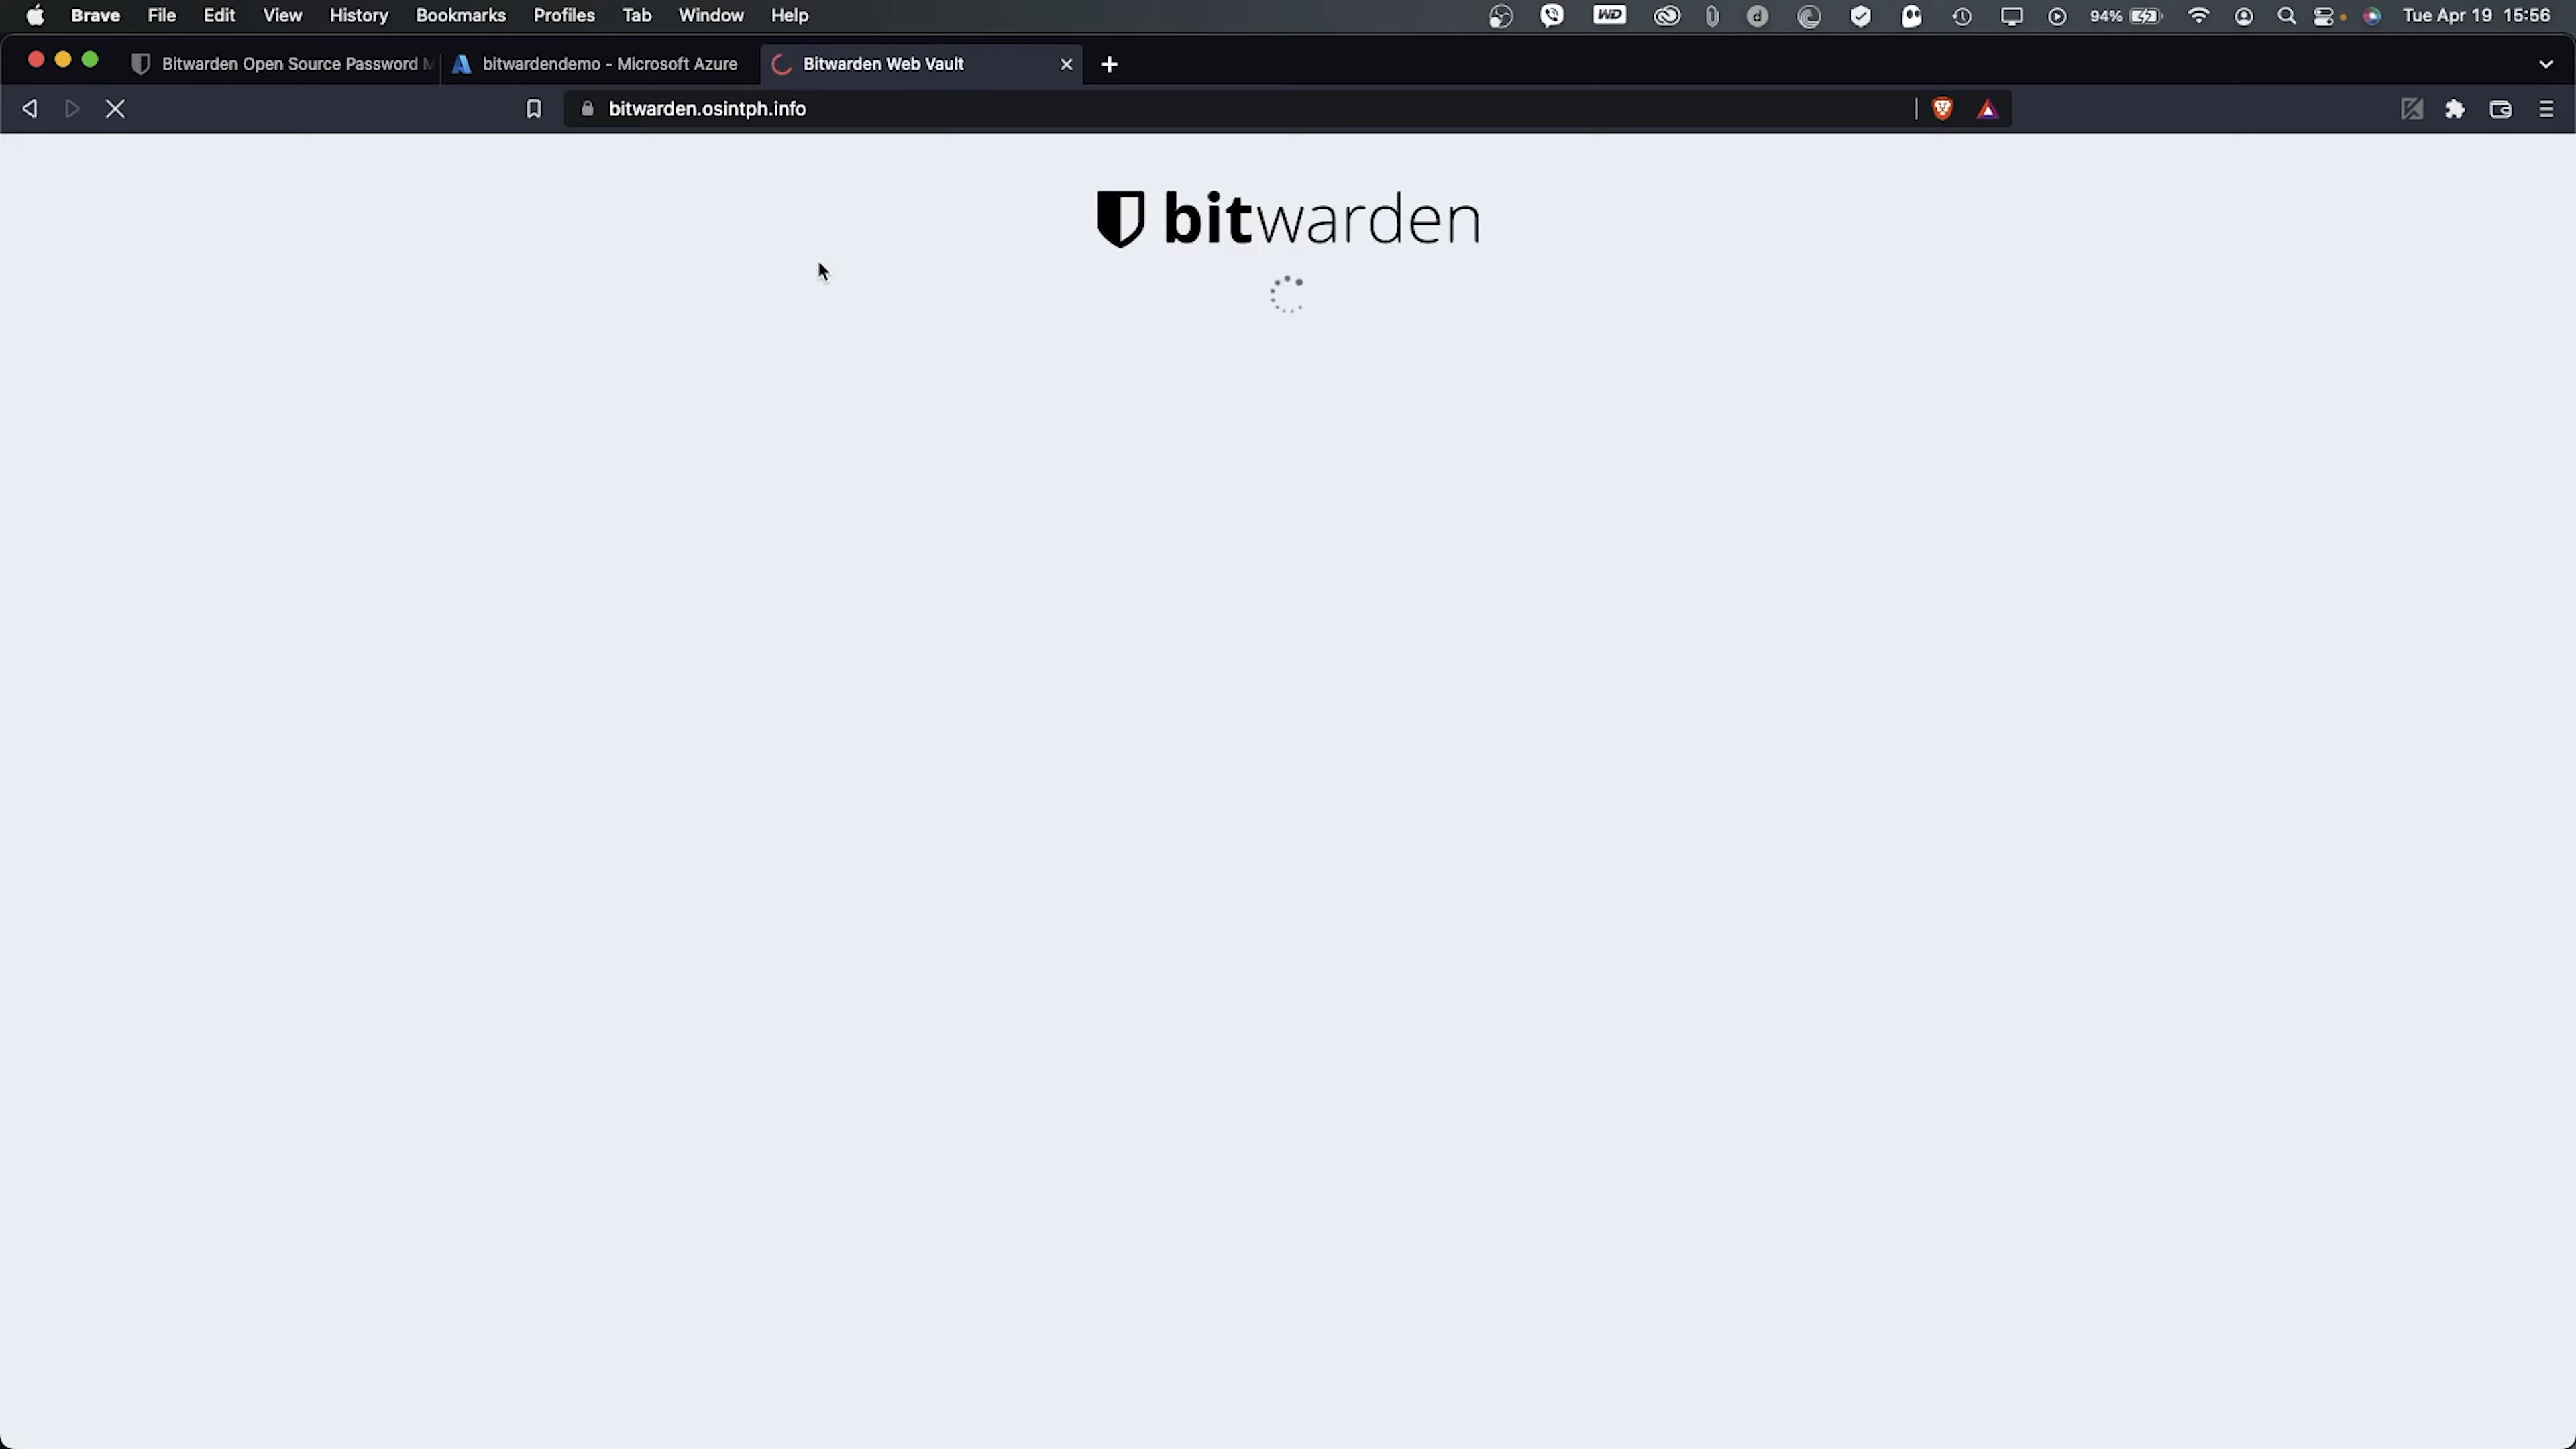 Brave File Edit View History Bookmarks Profiles Tab Window Help WD d 94% Tue Apr 19 15:56
Bitwarden Open Source Password M bitwardendemo - Microsoft Azure Bitwarden Web Vault
bitwarden.osintph.info
bitwarden